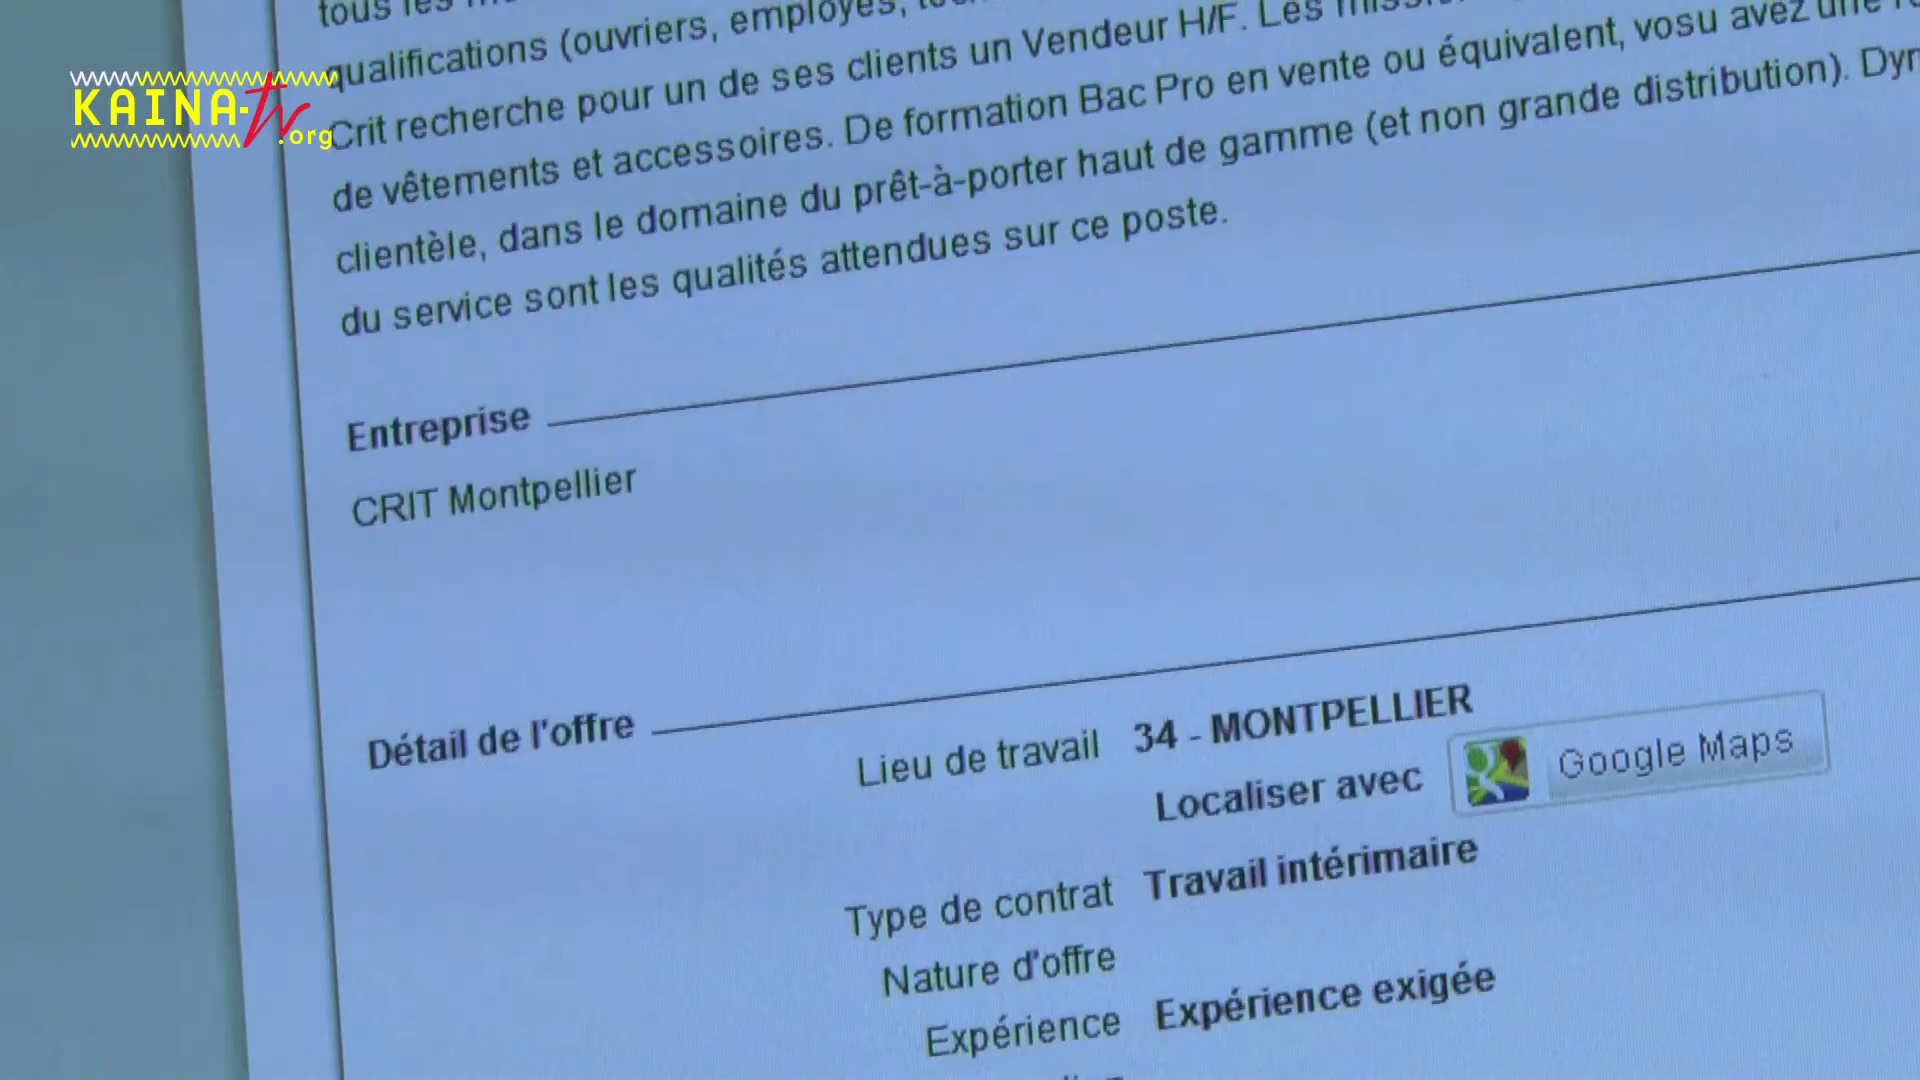 KAINA-tv.org
tous les
qualifications (ouvriers, employés,
Crit recherche pour un de ses clients un Vendeur H/F. Les
de vêtements et accessoires. De formation Bac Pro en vente ou équivalent, vosu avez une
clientèle, dans le domaine du prêt-à-porter haut de gamme (et non grande distribution).
du service sont les qualités attendues sur ce poste.
Entreprise
CRIT Montpellier
Détail de l'offre
Lieu de travail 34 - MONTPELLIER
Localiser avec Google Maps
Type de contrat Travail intérimaire
Nature d'offre
Expérience Expérience exigée